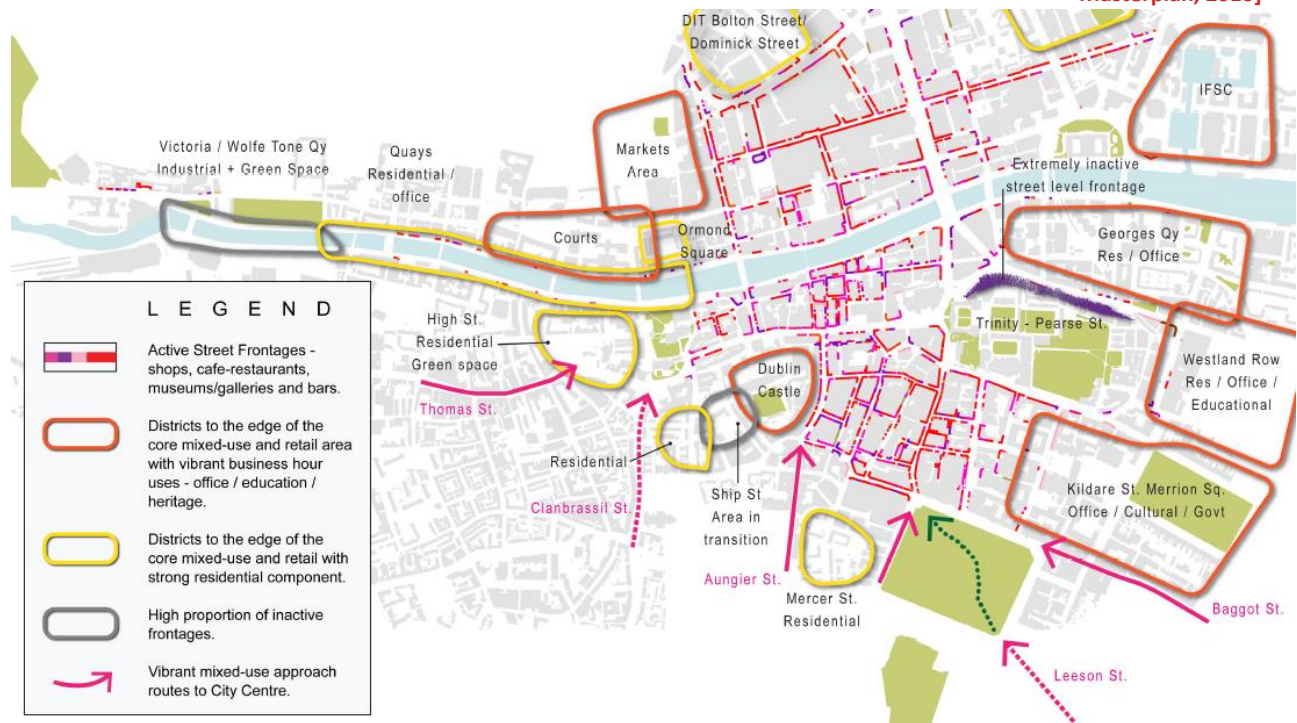 Masterplan, 2016]
DIT Bolton Street/
Dominick Street
IFSC
Victoria / Wolfe Tone Qy
Industrial + Green Space
Quays
Residential /
office
Markets
Area
Extremely inactive
street level frontage
Courts
Ormond
Square
Georges Qy
Res / Office
L E G E N D
Active Street Frontages -
shops, cafe-restaurants,
museums/galleries and bars.
Districts to the edge of the
core mixed-use and retail area
with vibrant business hour
uses - office / education /
heritage.
Districts to the edge of the
core mixed-use and retail with
strong residential component.
High proportion of inactive
frontages.
Vibrant mixed-use approach
routes to City Centre.
High St.
Residential
Green space
Thomas St.
Trinity - Pearse St.
Dublin
Castle
Westland Row
Res / Office /
Educational
Residential
Clanbrassil St.
Ship St
Area in
transition
Kildare St. Merrion Sq.
Office / Cultural / Govt
Aungier St.
Mercer St.
Residential
Baggot St.
Leeson St.